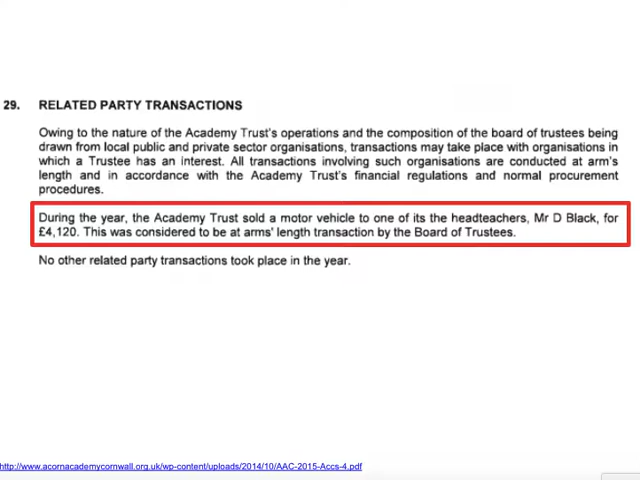 29. RELATED PARTY TRANSACTIONS
Owing to the nature of the Academy Trust's operations and the composition of the board of trustees being
drawn from local public and private sector organisations, transactions may take place with organisations in
which a Trustee has an interest. All transactions involving such organisations are conducted at arm's
length and in accordance with the Academy Trust's financial regulations and normal procurement
procedures.
During the year, the Academy Trust sold a motor vehicle to one of its the headteachers, Mr D Black, for
£4,120. This was considered to be at arms' length transaction by the Board of Trustees.
No other related party transactions took place in the year.
http://www.acornacademycornwall.org.uk/wp-content/uploads/2014/10/AAC-2015-Accs-4.pdf